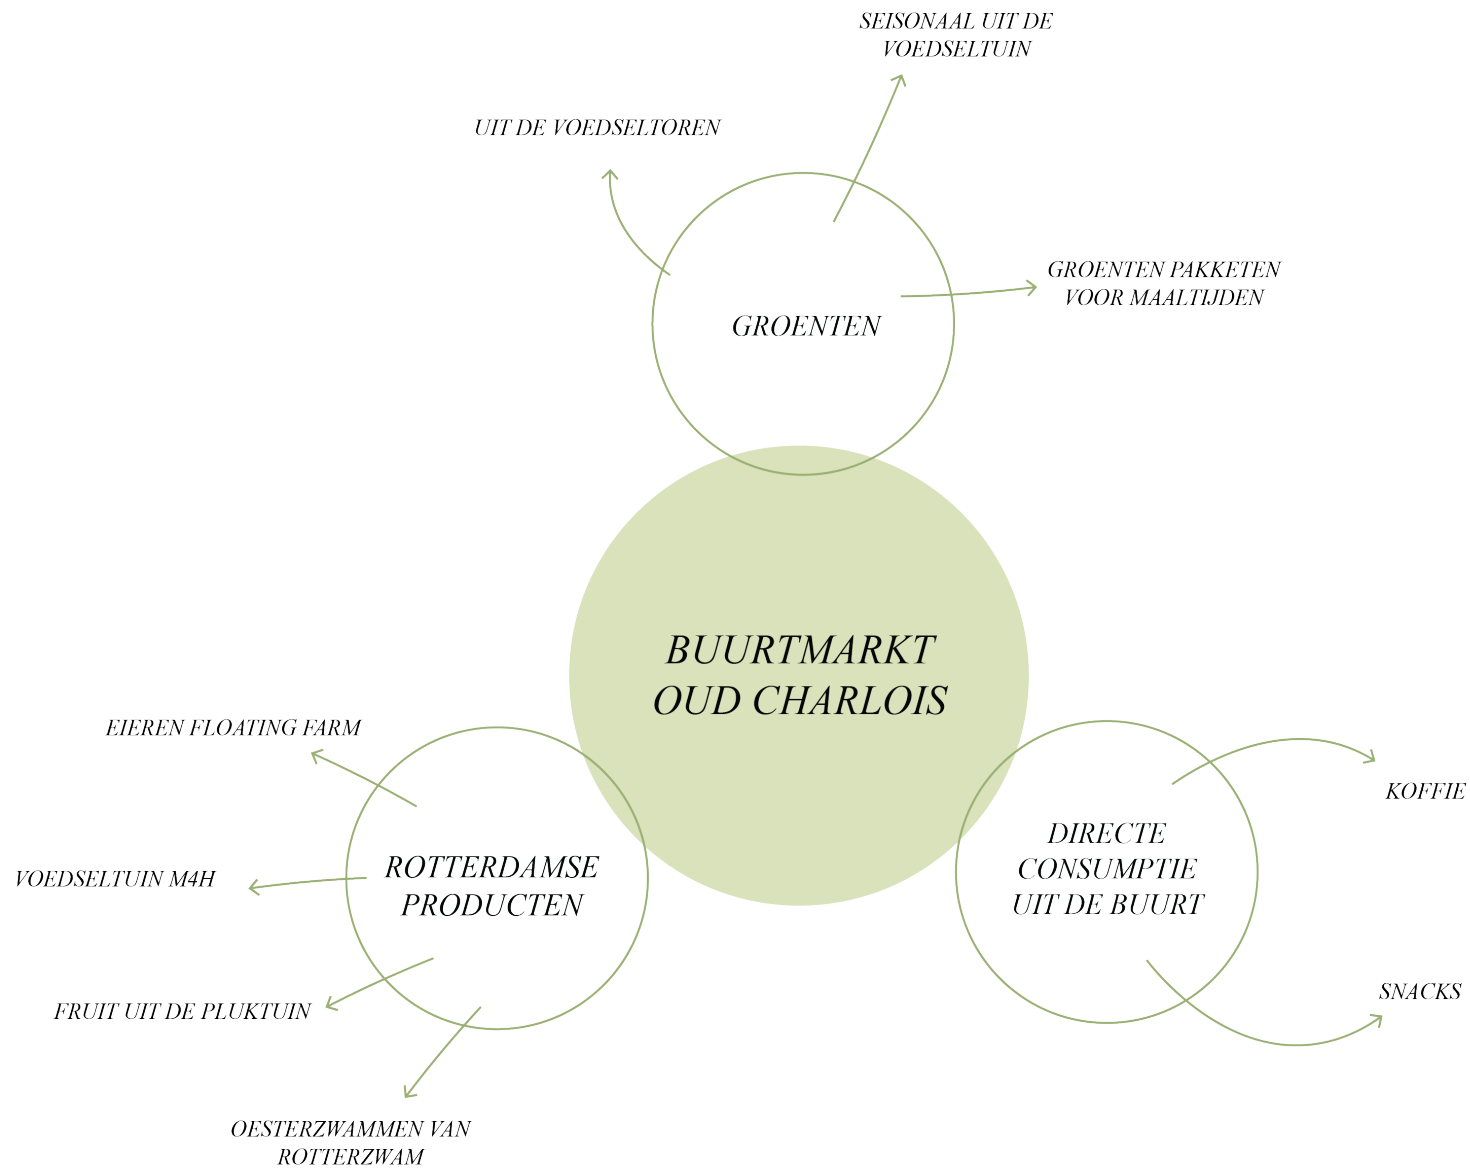 SEISONAAL UIT DE
VOEDSELTUIN
UIT DE VOEDSELTOREN
GROENTEN PAKKETEN
VOOR MAALTIJDEN
GROENTEN
BUURTMARKT
OUD CHARLOIS
EIEREN FLOATING FARM
VOEDSELTUIN M4H
ROTTERDAMSE
PRODUCTEN
FRUIT UIT DE PLUKTUIN
OESTERZWAMMEN VAN
ROTTERZWAM
DIRECTE
CONSUMPTIE
UIT DE BUURT
KOFFIE
SNACKS